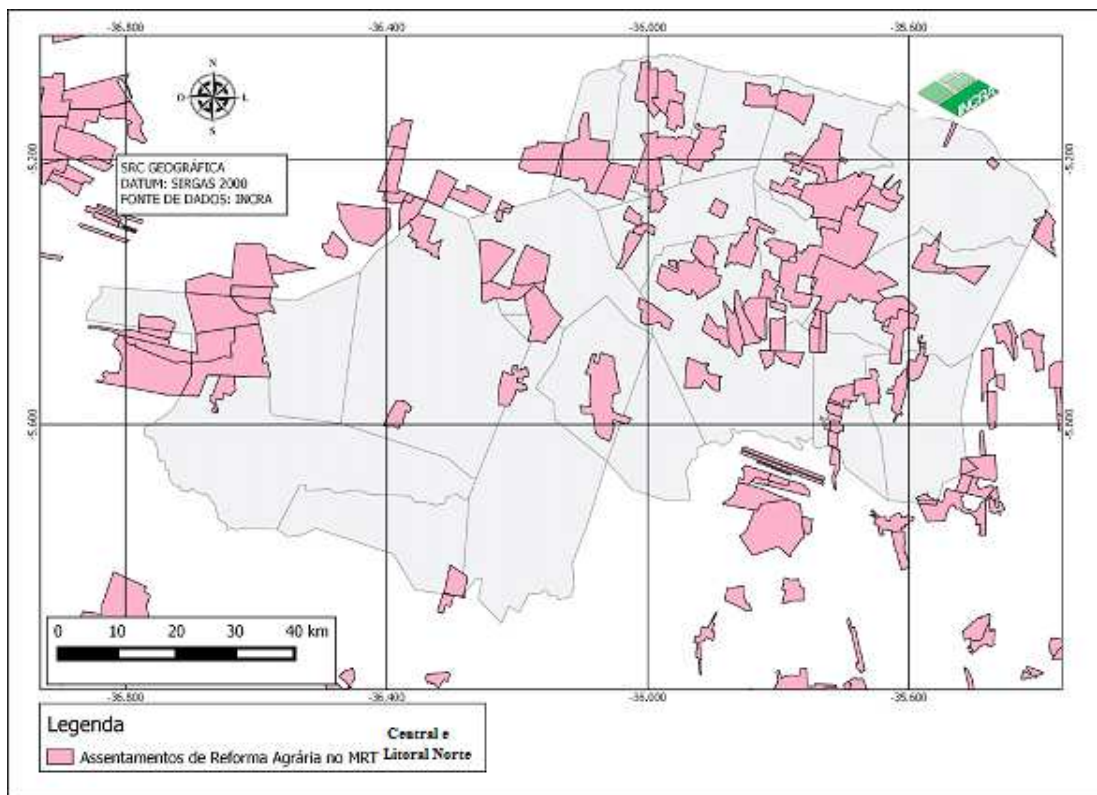 -36.800 -36.400 -36.000 -35.600
N
O L
S
INCRA
-5.200 -5.200
SRC GEOGRÁFICA
DATUM: SIRGAS 2000
FONTE DE DADOS: INCRA
-5.600 -5.600
0 10 20 30 40 km
-36.800 -36.400 -36.000 -35.600
Legenda
Assentamentos de Reforma Agrária no MRT Central e
Litoral Norte